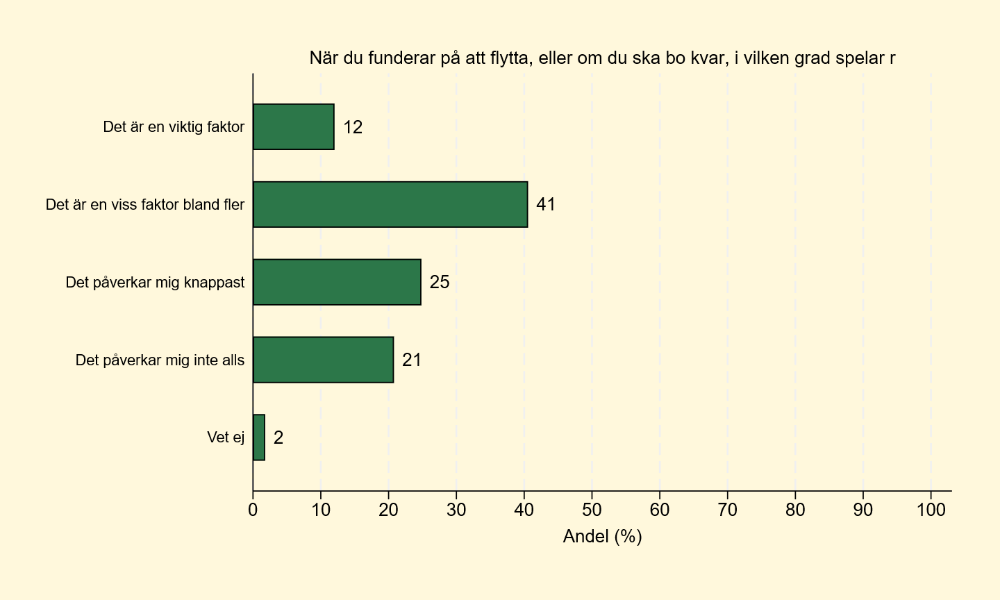 När du funderar på att flytta, eller om du ska bo kvar, i vilken grad spelar r
Det är en viktig faktor
12
Det är en viss faktor bland fler
41
Det påverkar mig knappast
25
Det påverkar mig inte alls
21
Vet ej
2
0 10 20 30 40 50 60 70 80 90 100
Andel (%)